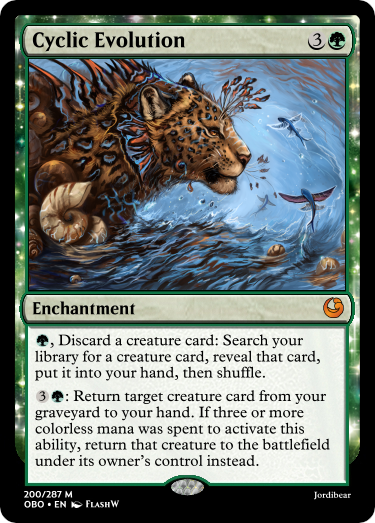 Cyclic Evolution 3
Enchantment
, Discard a creature card: Search your
library for a creature card, reveal that card,
put it into your hand, then shuffle.
3 : Return target creature card from your
graveyard to your hand. If three or more
colorless mana was spent to activate this
ability, return that creature to the battlefield
under its owner's control instead.
200/287 M
OBO • EN FlashW
Jordibear